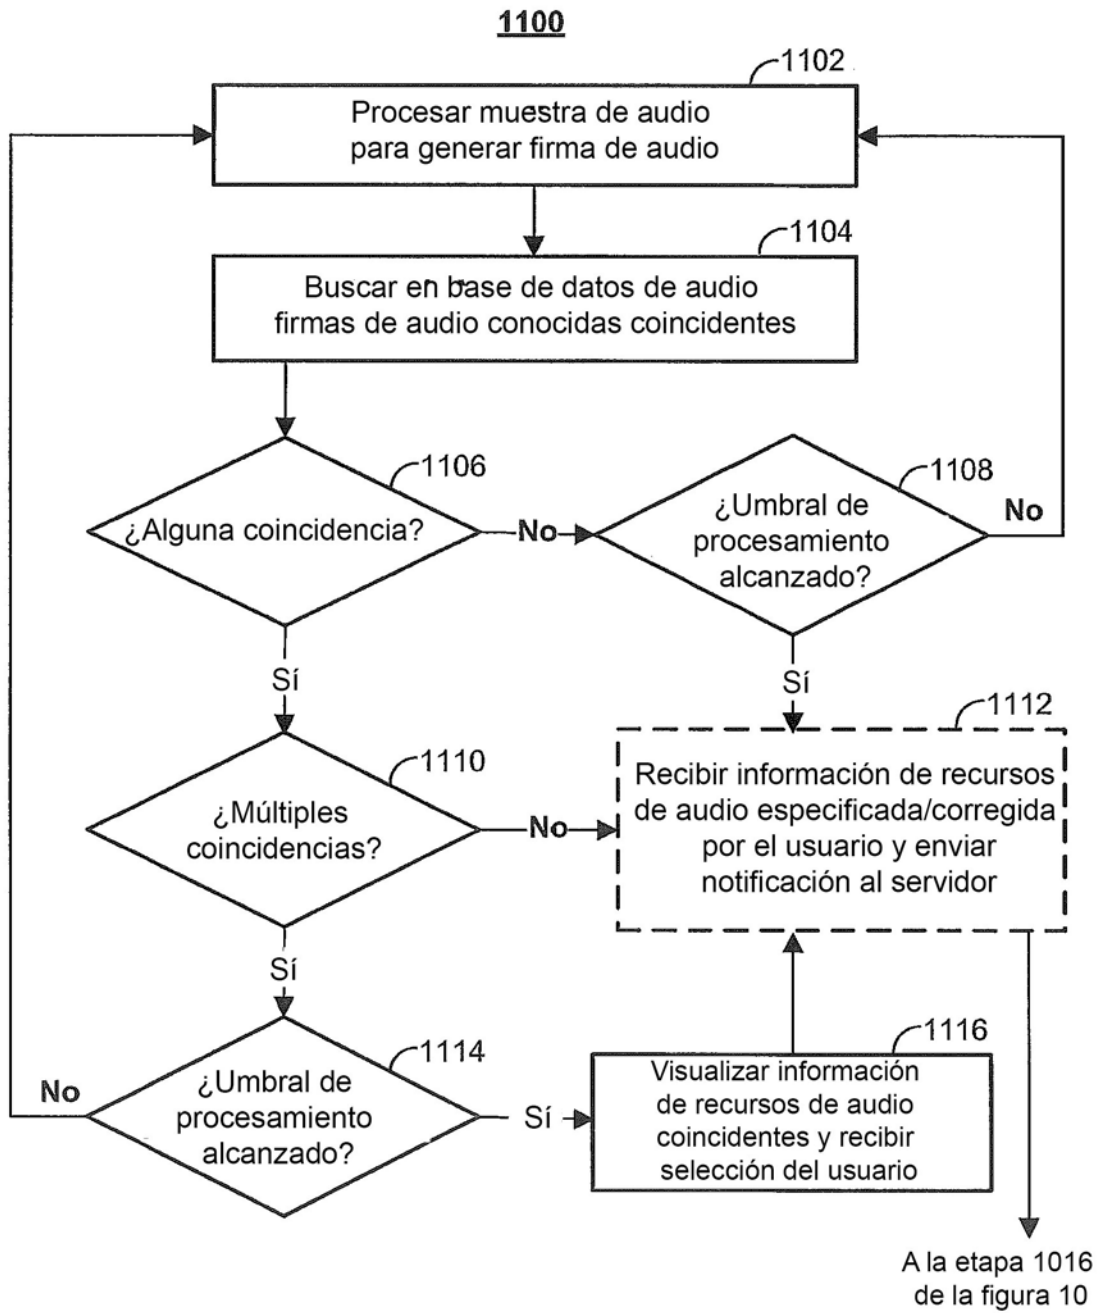 1100
1102
Procesar muestra de audio
para generar firma de audio
1104
Buscar en base de datos de audio
firmas de audio conocidas coincidentes
1106
¿Alguna coincidencia?
No
1108
¿Umbral de
procesamiento
alcanzado?
No
Sí
Sí
1110
¿Múltiples
coincidencias?
No
1112
Recibir información de recursos
de audio especificada/corregida
por el usuario y enviar
notificación al servidor
Sí
1114
¿Umbral de
procesamiento
alcanzado?
No
Sí
1116
Visualizar información
de recursos de audio
coincidentes y recibir
selección del usuario
A la etapa 1016
de la figura 10